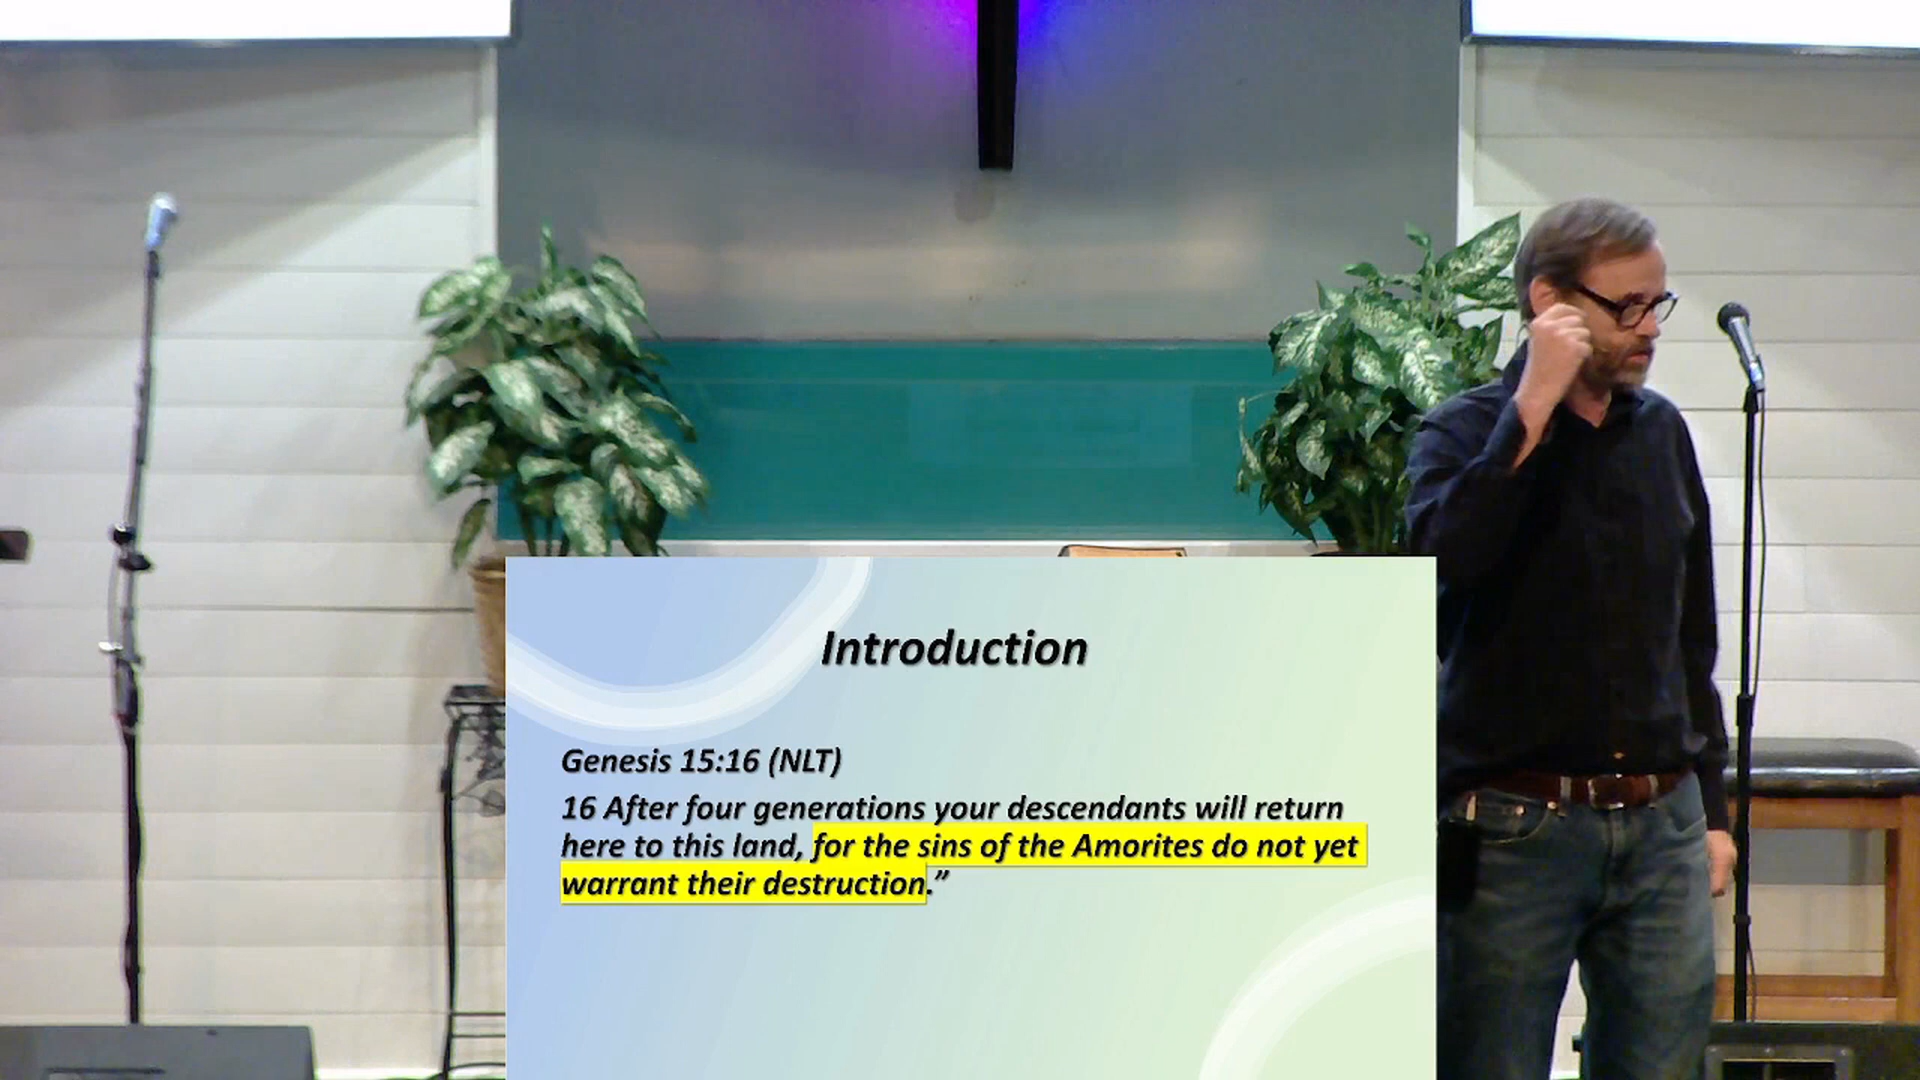 Introduction
Genesis 15:16 (NLT)
16 After four generations your descendants will return
here to this land, for the sins of the Amorites do not yet
warrant their destruction.”